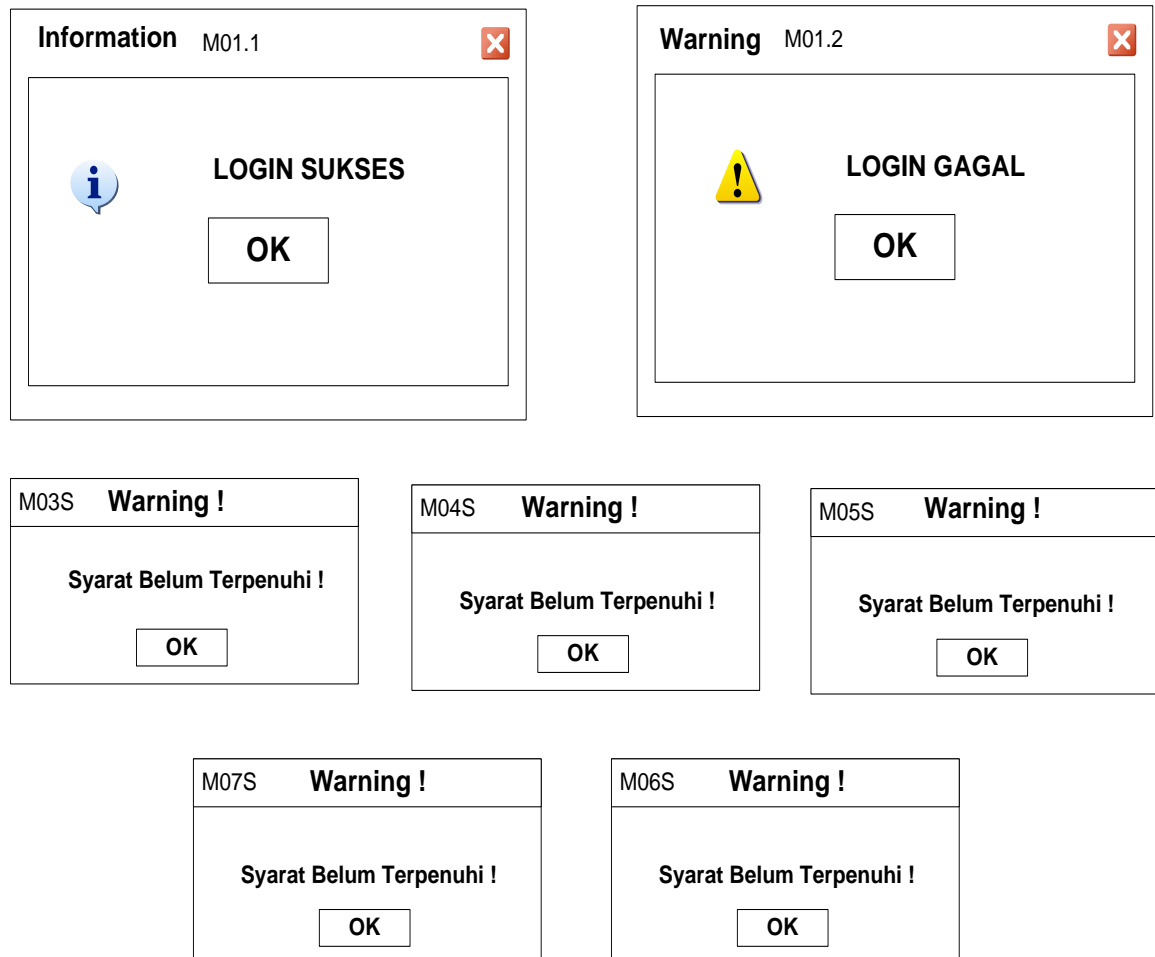 Information M01.1
LOGIN SUKSES
OK
Warning M01.2
LOGIN GAGAL
OK
M03S Warning !
Syarat Belum Terpenuhi !
OK
M04S Warning !
Syarat Belum Terpenuhi !
OK
M05S Warning !
Syarat Belum Terpenuhi !
OK
M07S Warning !
Syarat Belum Terpenuhi !
OK
M06S Warning !
Syarat Belum Terpenuhi !
OK